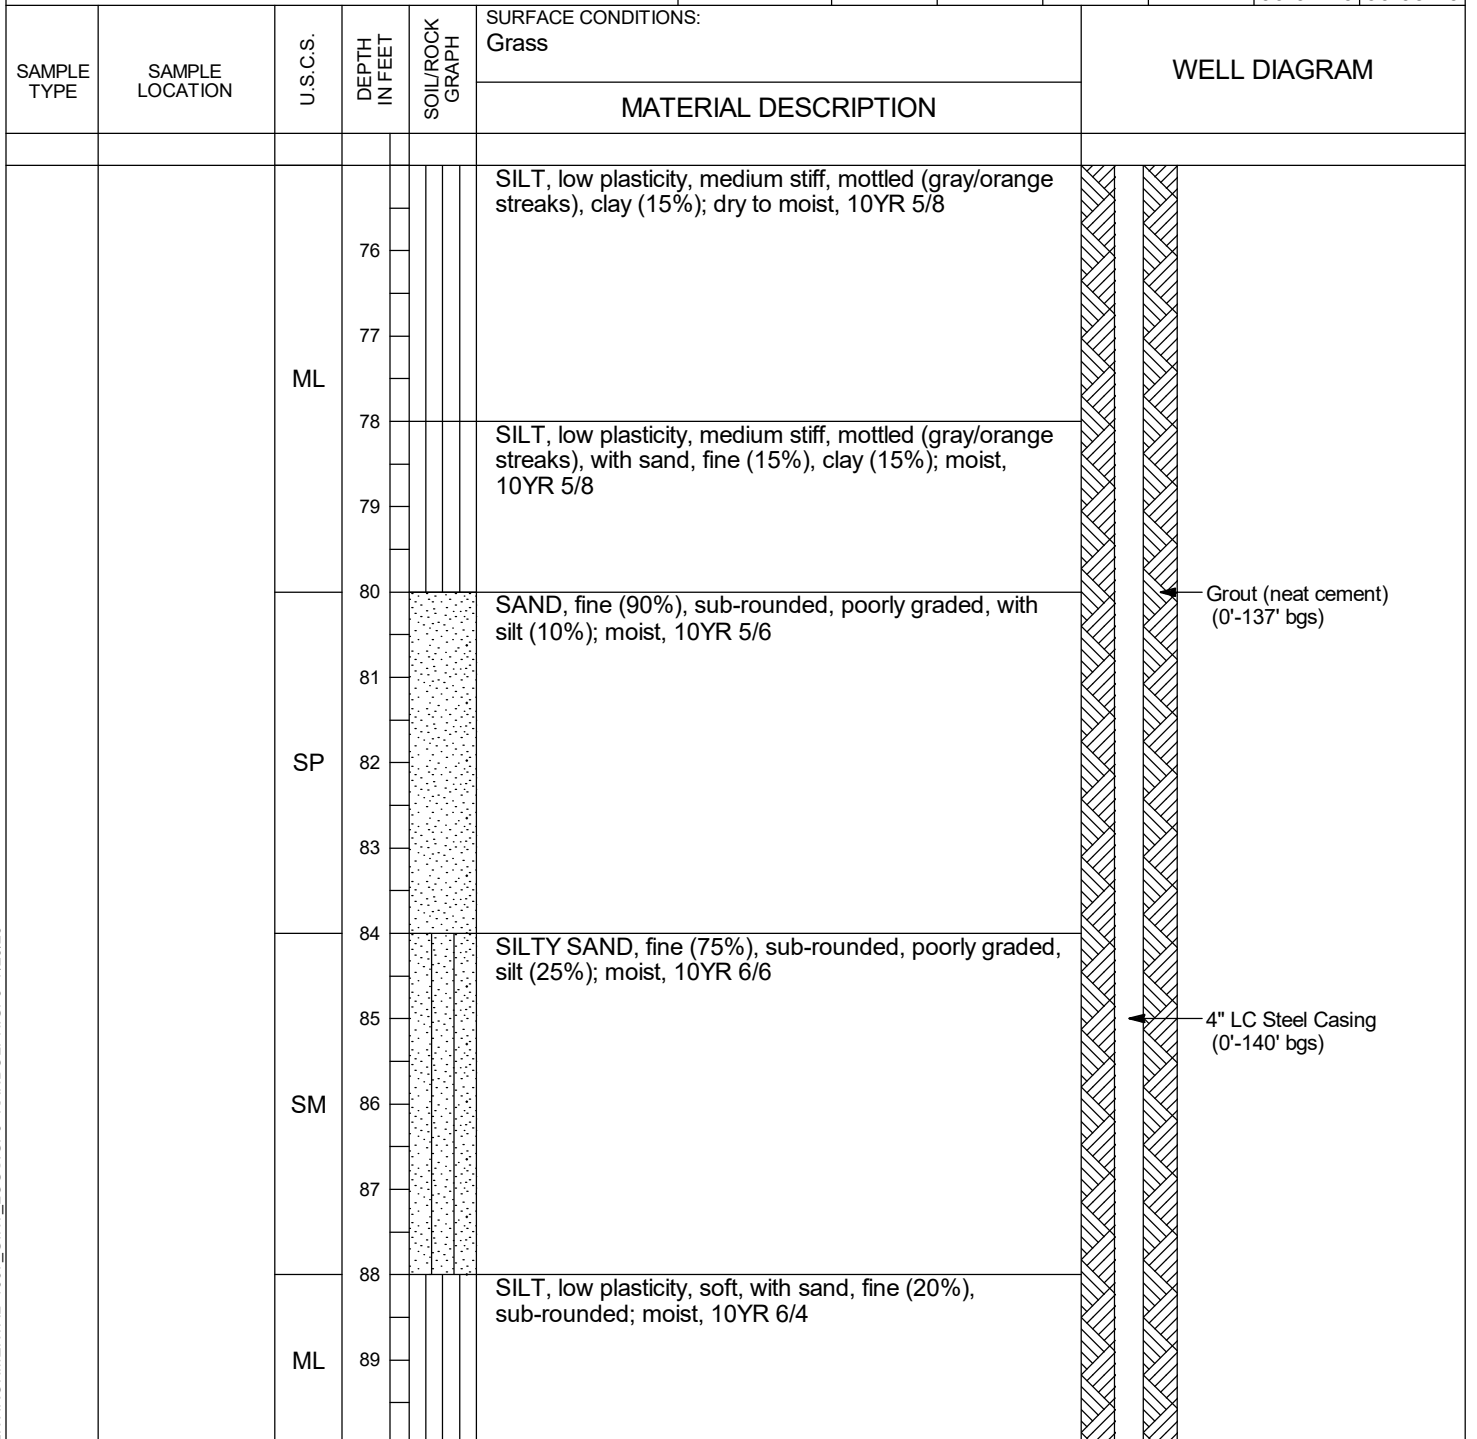 SAMPLE
TYPE
SAMPLE
LOCATION
U.S.C.S.
DEPTH
IN FEET
SOIL/ROCK
GRAPH
SURFACE CONDITIONS:
Grass
MATERIAL DESCRIPTION
WELL DIAGRAM
SILT, low plasticity, medium stiff, mottled (gray/orange
streaks), clay (15%); dry to moist, 10YR 5/8
76
77
ML
78
SILT, low plasticity, medium stiff, mottled (gray/orange
streaks), with sand, fine (15%), clay (15%); moist,
10YR 5/8
79
80
SAND, fine (90%), sub-rounded, poorly graded, with
silt (10%); moist, 10YR 5/6
Grout (neat cement)
(0'-137' bgs)
81
SP
82
83
84
SILTY SAND, fine (75%), sub-rounded, poorly graded,
silt (25%); moist, 10YR 6/6
85
4" LC Steel Casing
(0'-140' bgs)
SM
86
87
88
SILT, low plasticity, soft, with sand, fine (20%),
sub-rounded; moist, 10YR 6/4
ML
89